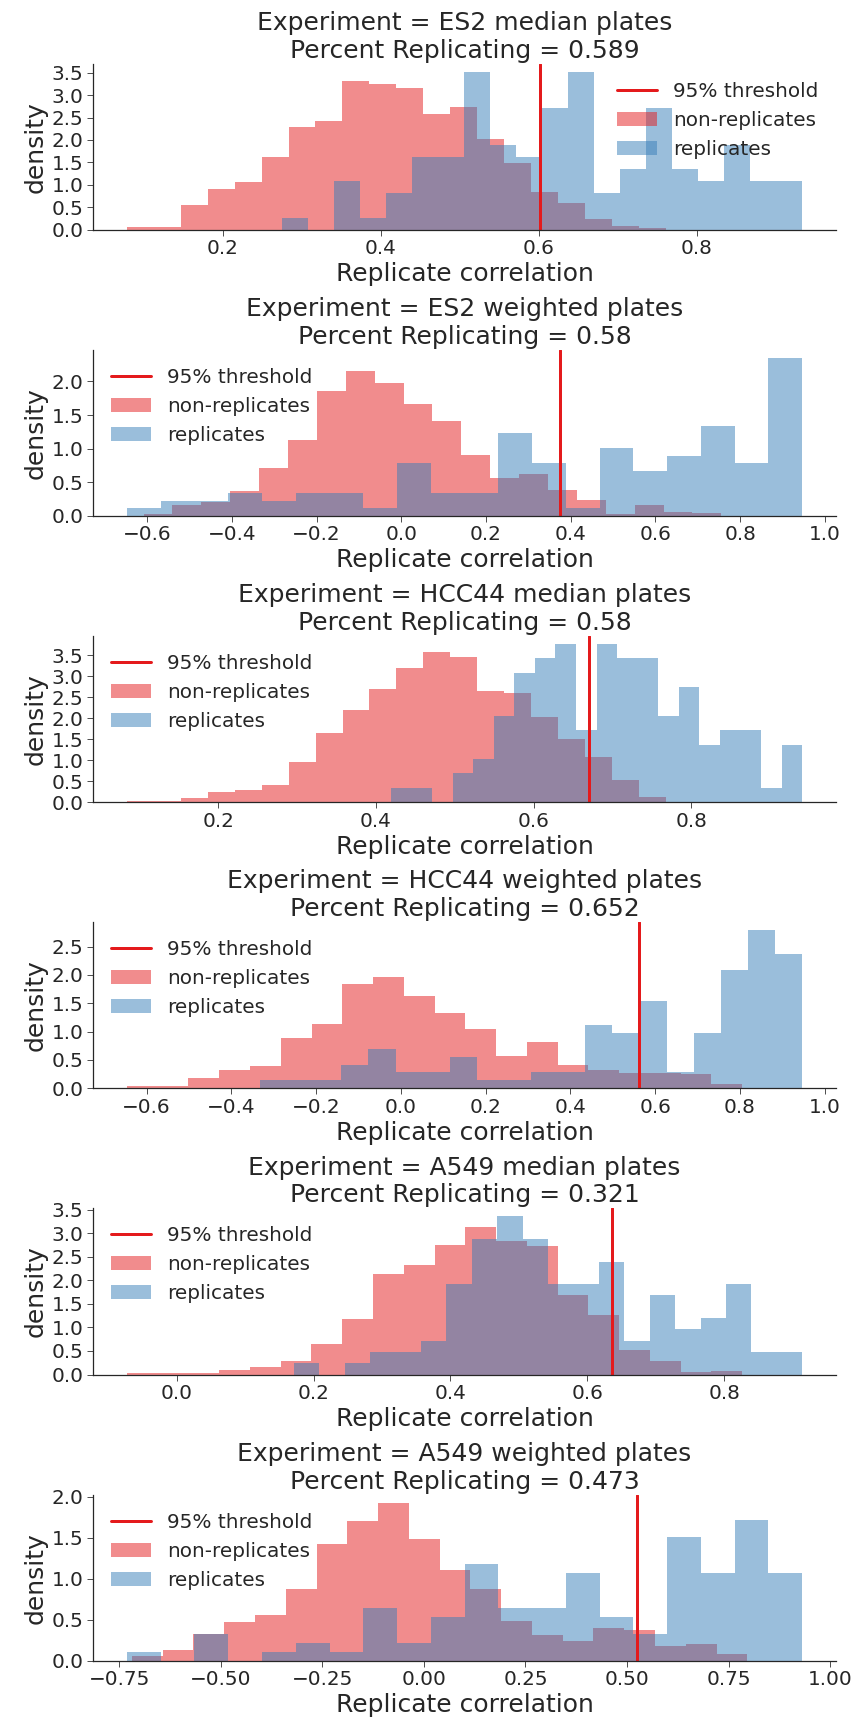 Experiment = ES2 median plates
Percent Replicating = 0.589
3.5
3.0
2.5
2.0
1.5
1.0
0.5
0.0
density
95% threshold
non-replicates
replicates
0.2 0.4 0.6 0.8
Replicate correlation
Experiment = ES2 weighted plates
Percent Replicating = 0.58
2.0
1.5
1.0
0.5
0.0
density
95% threshold
non-replicates
replicates
−0.6 −0.4 −0.2 0.0 0.2 0.4 0.6 0.8 1.0
Replicate correlation
Experiment = HCC44 median plates
Percent Replicating = 0.58
3.5
3.0
2.5
2.0
1.5
1.0
0.5
0.0
density
95% threshold
non-replicates
replicates
0.2 0.4 0.6 0.8
Replicate correlation
Experiment = HCC44 weighted plates
Percent Replicating = 0.652
2.5
2.0
1.5
1.0
0.5
0.0
density
95% threshold
non-replicates
replicates
−0.6 −0.4 −0.2 0.0 0.2 0.4 0.6 0.8 1.0
Replicate correlation
Experiment = A549 median plates
Percent Replicating = 0.321
3.5
3.0
2.5
2.0
1.5
1.0
0.5
0.0
density
95% threshold
non-replicates
replicates
0.0 0.2 0.4 0.6 0.8
Replicate correlation
Experiment = A549 weighted plates
Percent Replicating = 0.473
2.0
1.5
1.0
0.5
0.0
density
95% threshold
non-replicates
replicates
−0.75 −0.50 −0.25 0.00 0.25 0.50 0.75 1.00
Replicate correlation